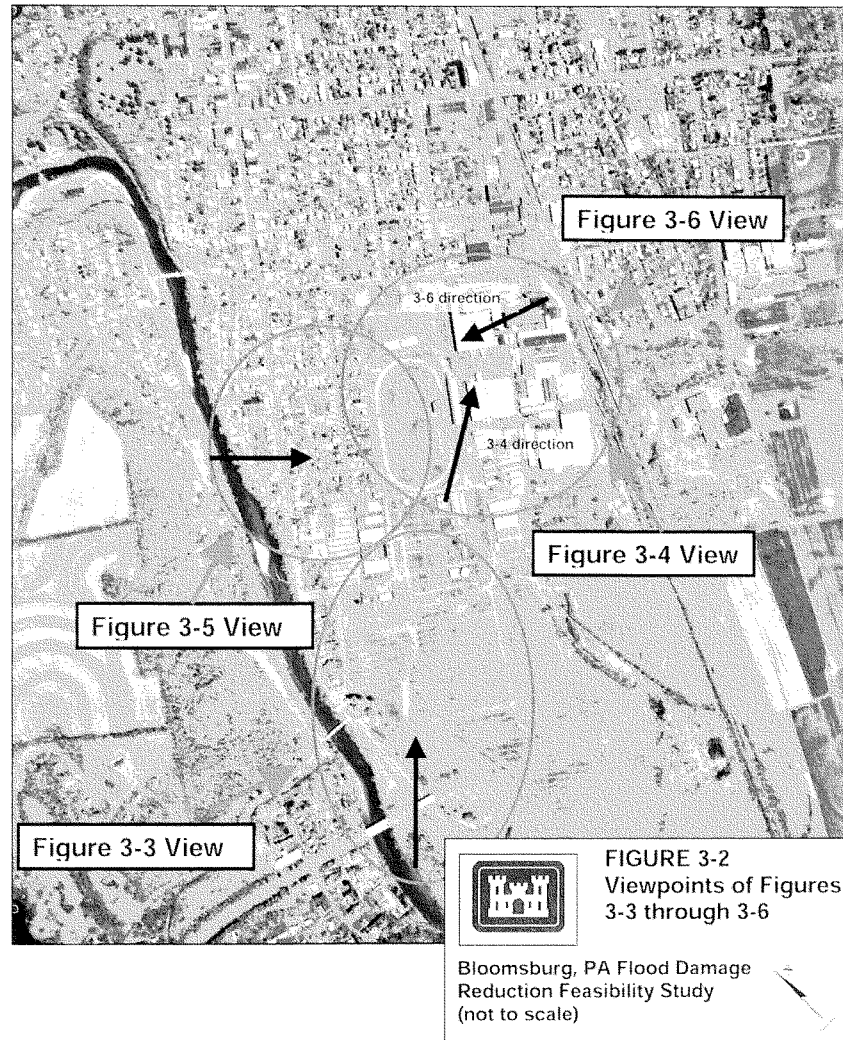 Figure 3-6 View
3-6 direction
3-4 direction
Figure 3-4 View
Figure 3-5 View
Figure 3-3 View
FIGURE 3-2
Viewpoints of Figures
3-3 through 3-6
Bloomsburg, PA Flood Damage
Reduction Feasibility Study
(not to scale)